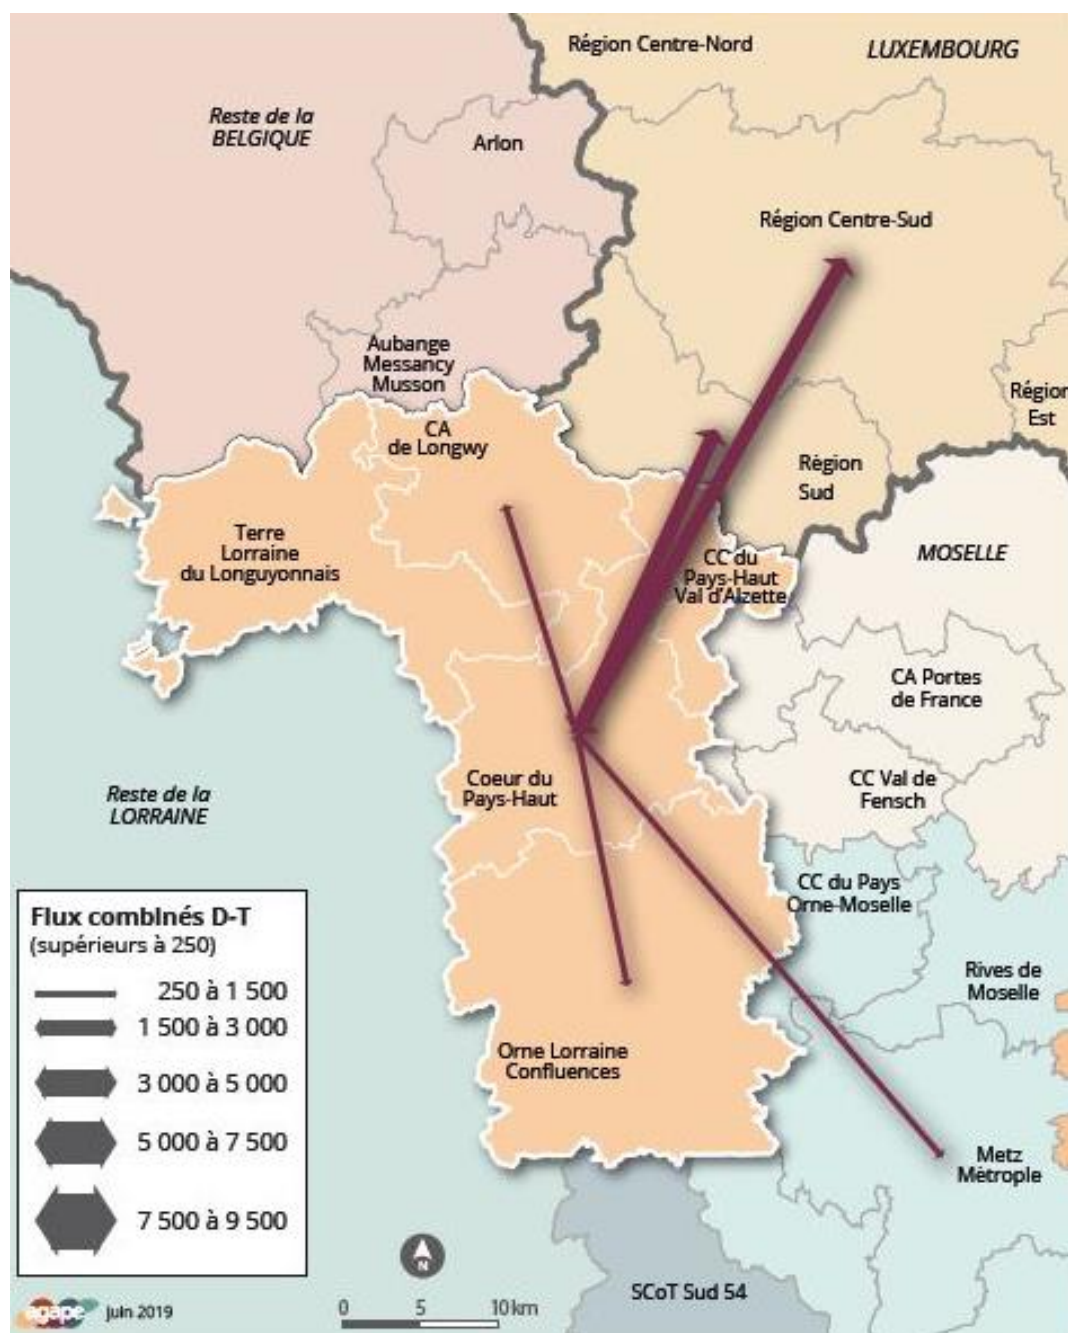 Région Centre-Nord
LUXEMBOURG
Reste de la
BELGIQUE
Arlon
Région Centre-Sud
Aubange
Messancy
Musson
Région
Est
CA
de Longwy
Région
Sud
Terre
Lorraine
du Longuyonnais
CC du
Pays-Haut
Val d'Alzette
MOSELLE
CA Portes
de France
Coeur du
Pays-Haut
CC Val de
Fensch
Reste de la
LORRAINE
CC du Pays
Orne-Moselle
Flux combinés D-T
(supérieurs à 250)
250 à 1 500
1 500 à 3 000
3 000 à 5 000
5 000 à 7 500
7 500 à 9 500
Rives de
Moselle
Orne Lorraine
Confluences
Metz
Métrople
N
SCoT Sud 54
agape juin 2019
0 5 10 km